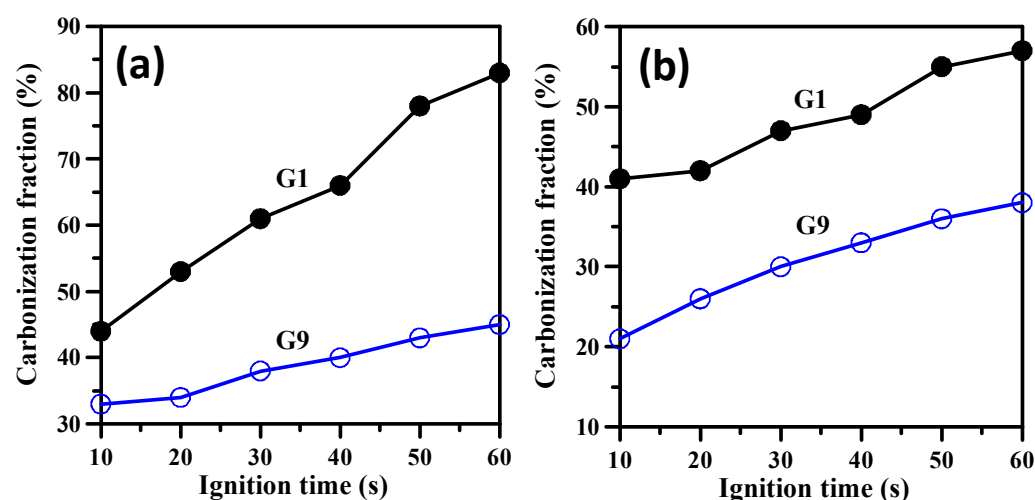 (a)
Carbonization fraction (%)
90
80
70
60
50
40
30
G1
G9
10 20 30 40 50 60
Ignition time (s)
(b)
Carbonization fraction (%)
60
50
40
30
20
10
G1
G9
10 20 30 40 50 60
Ignition time (s)